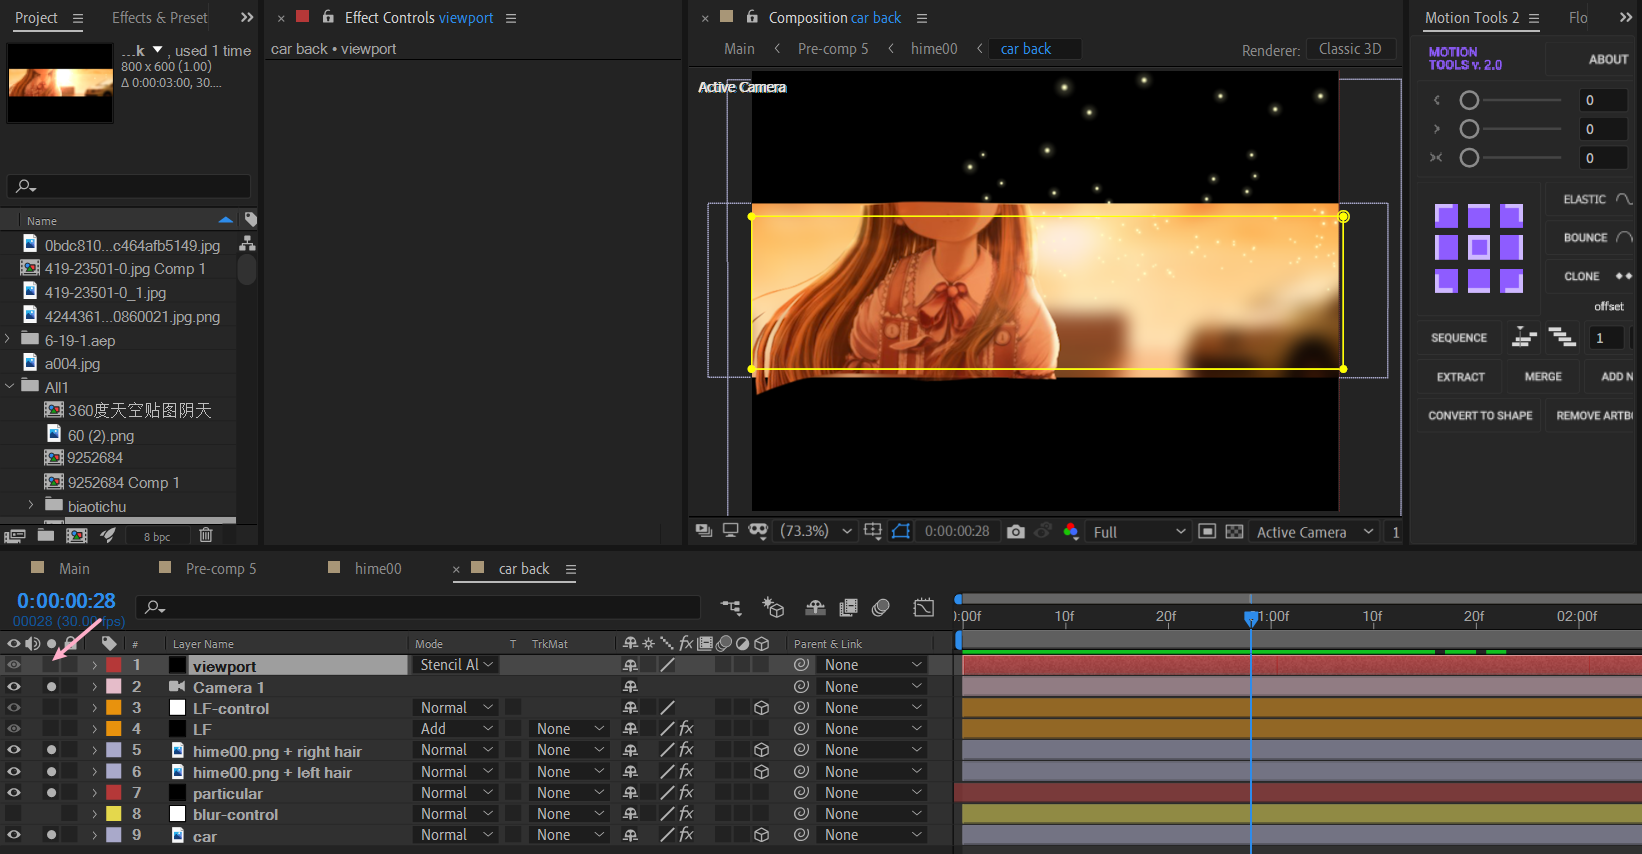 Project
Effects & Preset
Effect Controls viewport
Composition car back
Motion Tools 2
Flo
...k , used 1 time
800 x 600 (1.00)
Δ 0:00:03:00, 30....
car back • viewport
Main
Pre-comp 5
hime00
car back
Renderer:
Classic 3D
Active Camera
MOTION
TOOLS v. 2.0
ABOUT
0
0
0
ELASTIC
BOUNCE
CLONE
offset
SEQUENCE
1
EXTRACT
MERGE
ADD N
CONVERT TO SHAPE
REMOVE ARTB
Name
0bdc810...c464afb5149.jpg
419-23501-0.jpg Comp 1
419-23501-0_1.jpg
4244361...0860021.jpg.png
6-19-1.aep
a004.jpg
All1
360度天空贴图阴天
60 (2).png
9252684
9252684 Comp 1
biaotichu
8 bpc
(73.3%)
0:00:00:28
Full
Active Camera
1
Main
Pre-comp 5
hime00
car back
0:00:00:28
00028 (30.00 fps)
# Layer Name Mode T TrkMat fx Parent & Link
:00f 10f 20f 01:00f 10f 20f 02:00f
1 viewport Stencil Al None
2 Camera 1 None
3 LF-control Normal None
4 LF Add None fx None
5 hime00.png + right hair Normal None fx None
6 hime00.png + left hair Normal None fx None
7 particular Normal None fx None
8 blur-control Normal None fx None
9 car Normal None fx None